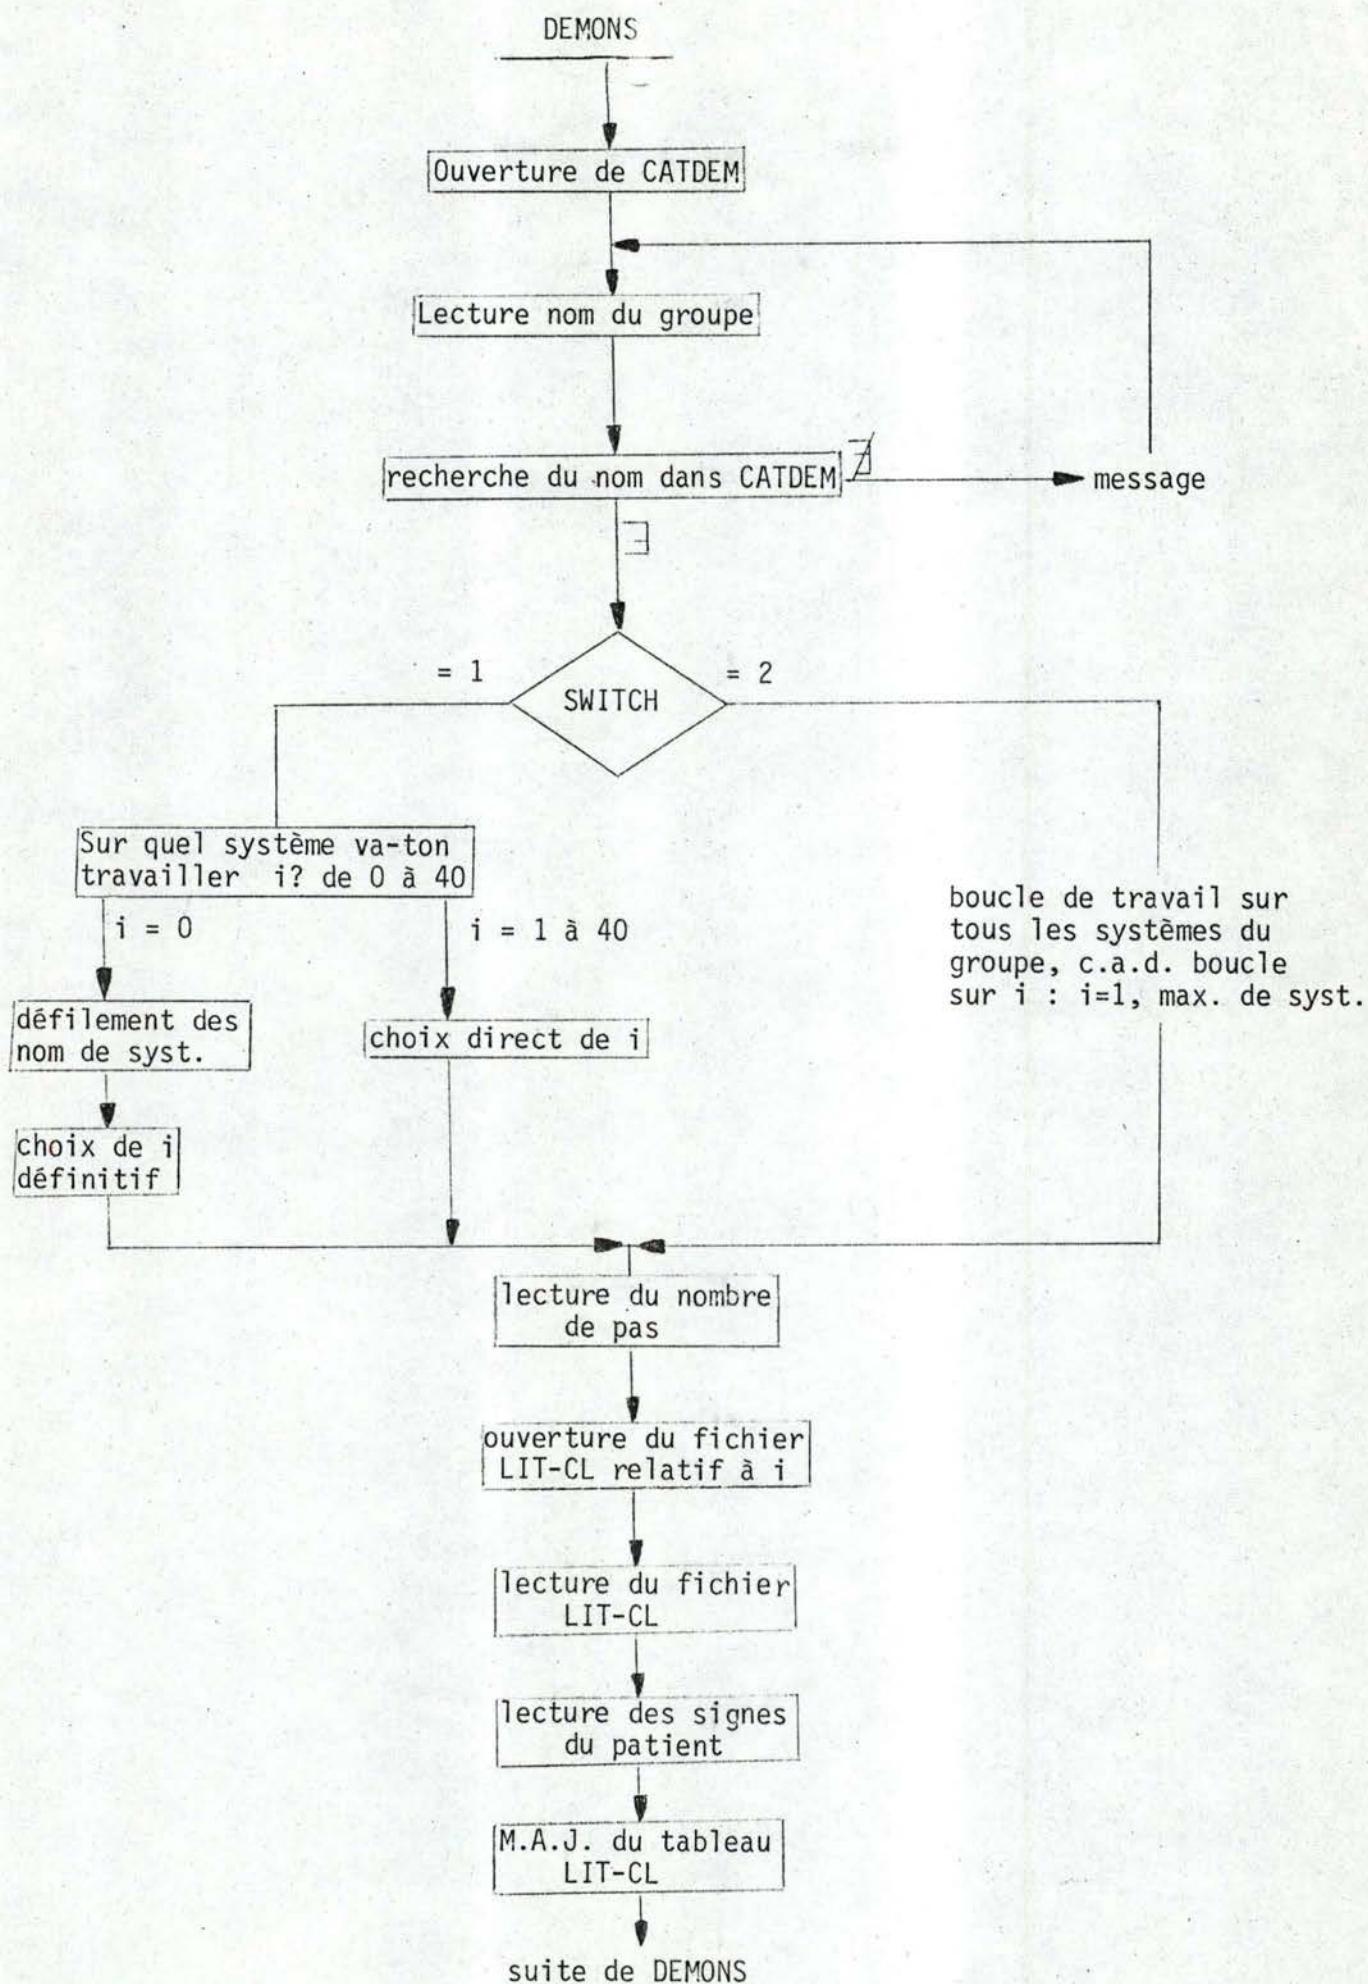 DEMONS
Ouverture de CATDEM
Lecture nom du groupe
recherche du nom dans CATDEM
∄
message
∃
= 1
SWITCH
= 2
Sur quel système va-ton
travailler i? de 0 à 40
i = 0
i = 1 à 40
boucle de travail sur
tous les systèmes du
groupe, c.a.d. boucle
sur i : i=1, max. de syst.
défilement des
nom de syst.
choix direct de i
choix de i
définitif
lecture du nombre
de pas
ouverture du fichier
LIT-CL relatif à i
lecture du fichier
LIT-CL
lecture des signes
du patient
M.A.J. du tableau
LIT-CL
suite de DEMONS